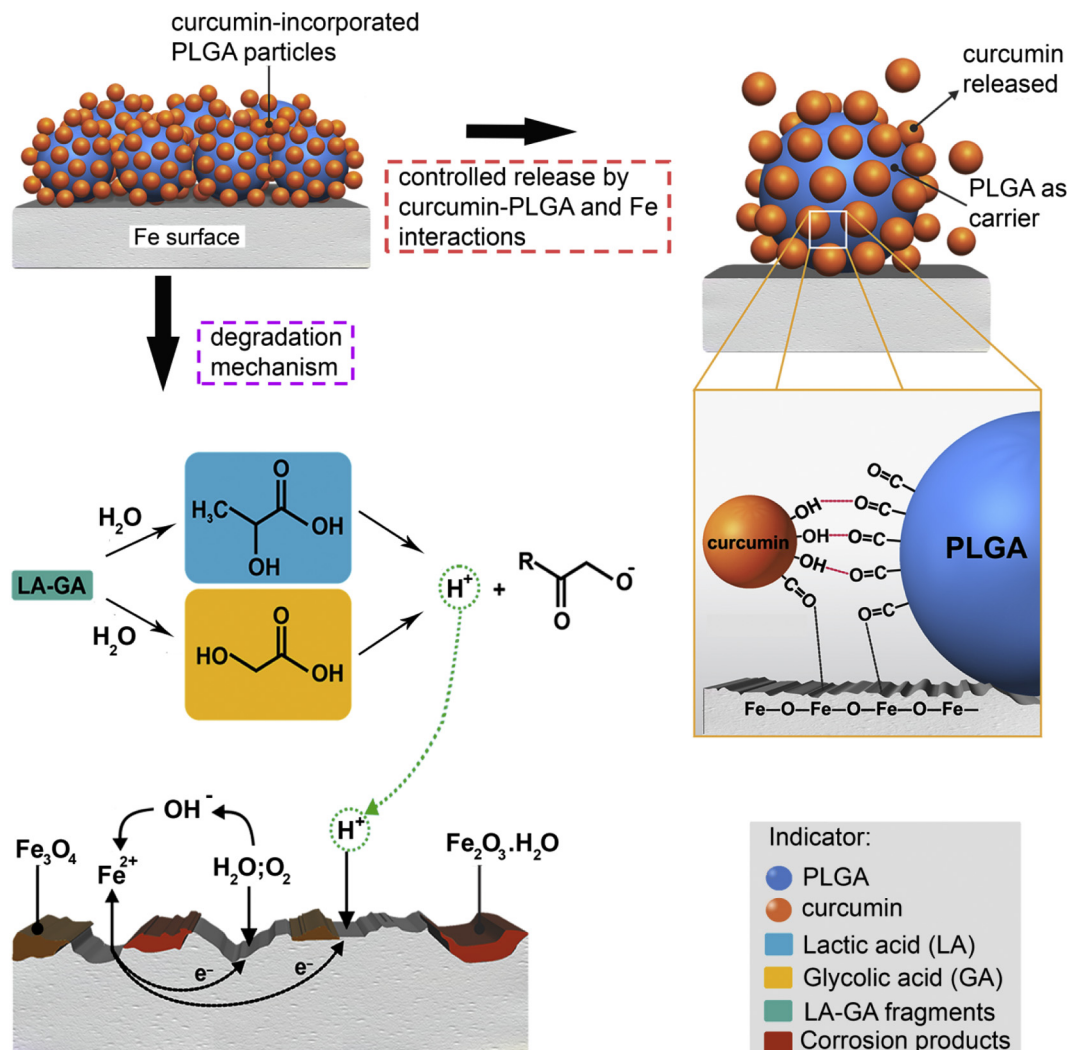 curcumin-incorporated
PLGA particles
Fe surface
controlled release by
curcumin-PLGA and Fe
interactions
curcumin
released
PLGA as
carrier
degradation
mechanism
LA-GA
H₂O
H₂O
O
H₃C
OH
OH
O
HO
OH
H⁺
+
R
O
O⁻
O=C
OH
O=C
OH
O=C
OH
O=C
C=O
O=C
curcumin
PLGA
Fe—O—Fe—O—Fe—O—Fe—
OH⁻
H⁺
Fe₃O₄
Fe²⁺
H₂O;O₂
Fe₂O₃.H₂O
e⁻
e⁻
Indicator:
PLGA
curcumin
Lactic acid (LA)
Glycolic acid (GA)
LA-GA fragments
Corrosion products